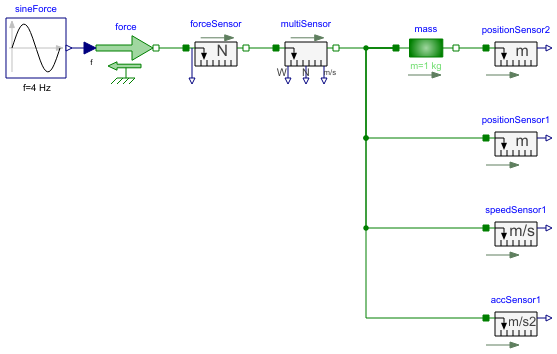 sineForce
f=4 Hz
force
f
forceSensor
N
multiSensor
W N m/s
mass
m=1 kg
positionSensor2
m
positionSensor1
m
speedSensor1
m/s
accSensor1
m/s2